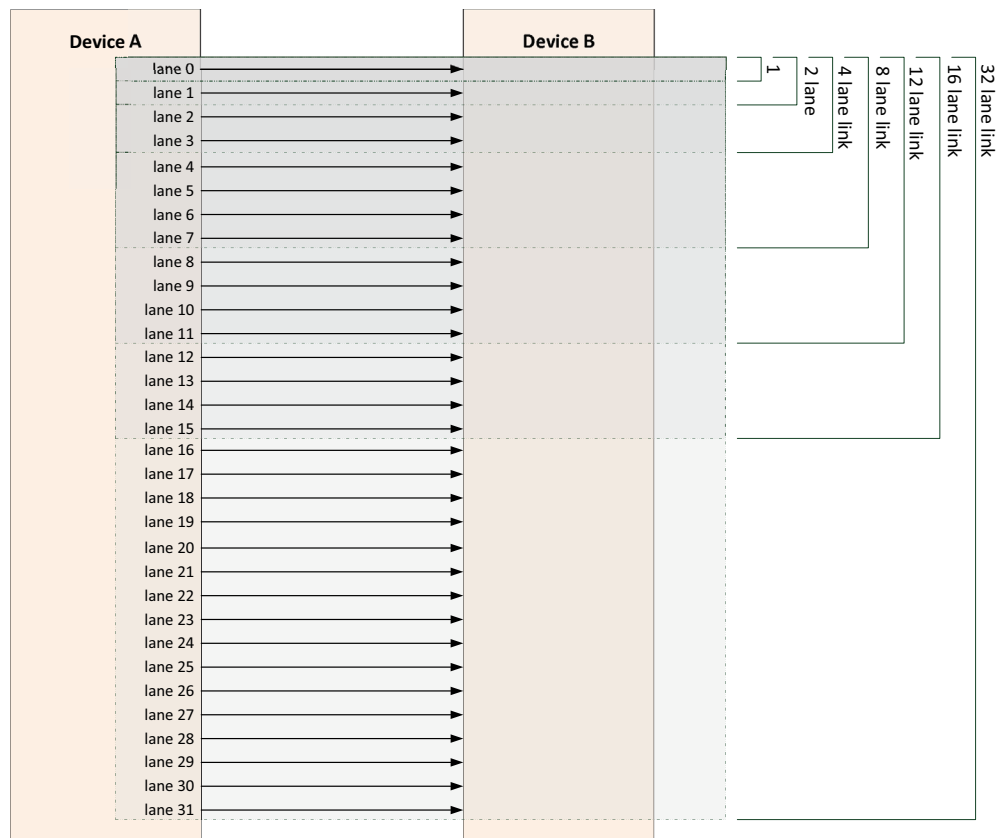 Device A
Device B
lane 0
lane 1
lane 2
lane 3
lane 4
lane 5
lane 6
lane 7
lane 8
lane 9
lane 10
lane 11
lane 12
lane 13
lane 14
lane 15
lane 16
lane 17
lane 18
lane 19
lane 20
lane 21
lane 22
lane 23
lane 24
lane 25
lane 26
lane 27
lane 28
lane 29
lane 30
lane 31
1
2 lane
4 lane link
8 lane link
12 lane link
16 lane link
32 lane link